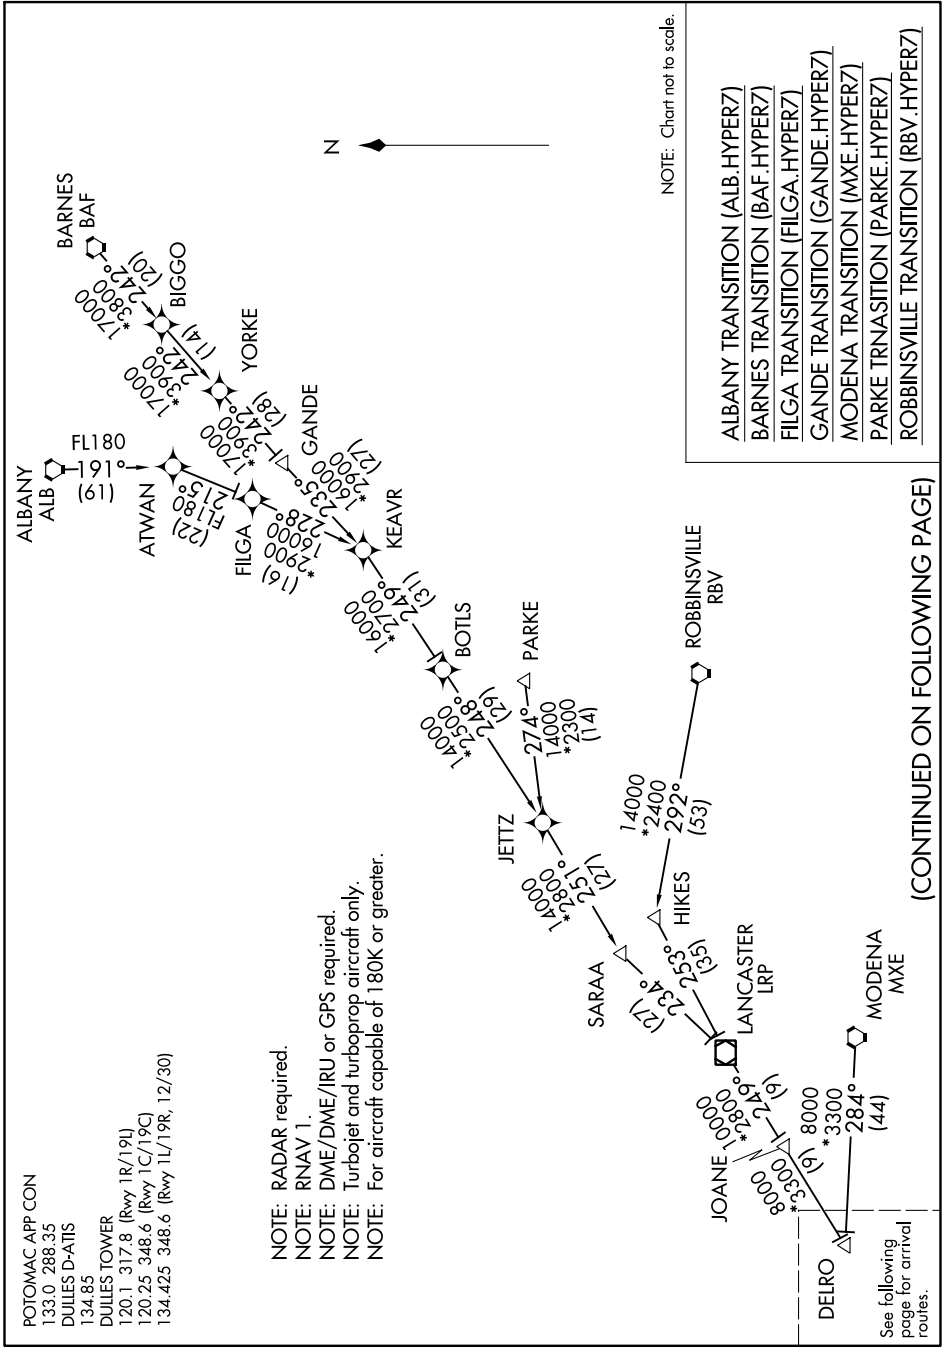 POTOMAC APP CON
133.0 288.35
DULLES D-ATIS
134.85
DULLES TOWER
120.1 317.8 (Rwy 1R/19L)
120.25 348.6 (Rwy 1C/19C)
134.425 348.6 (Rwy 1L/19R, 12/30)
NOTE: RADAR required.
NOTE: RNAV 1.
NOTE: DME/DME/IRU or GPS required.
NOTE: Turbojet and turboprop aircraft only.
NOTE: For aircraft capable of 180K or greater.
ALBANY
ALB
FL180
191°
(61)
ATWAN
FL180
215°
(22)
FILGA
228°
16000
*2900
(16)
BARNES
BAF
17000
*3800
242°
(20)
BIGGO
17000
*3900
242°
(14)
YORKE
17000
*3900
242°
(28)
GANDE
235°
16000
*2900
(27)
KEAVR
16000
*2700
249°
(31)
BOTLS
14000
*2500
248°
(29)
PARKE
274°
14000
*2300
(14)
JETTZ
14000
*2800
251°
(27)
SARAA
234°
(27)
ROBBINSVILLE
RBV
14000
*2400
292°
(53)
HIKES
253°
(35)
LANCASTER
LRP
10000
*2800
249°
(9)
JOANE
8000
*3300
(9)
MODENA
MXE
8000
*3300
284°
(44)
DELRO
See following
page for arrival
routes.
N
NOTE: Chart not to scale.
ALBANY TRANSITION (ALB.HYPER7)
BARNES TRANSITION (BAF.HYPER7)
FILGA TRANSITION (FILGA.HYPER7)
GANDE TRANSITION (GANDE.HYPER7)
MODENA TRANSITION (MXE.HYPER7)
PARKE TRNASITION (PARKE.HYPER7)
ROBBINSVILLE TRANSITION (RBV.HYPER7)
(CONTINUED ON FOLLOWING PAGE)